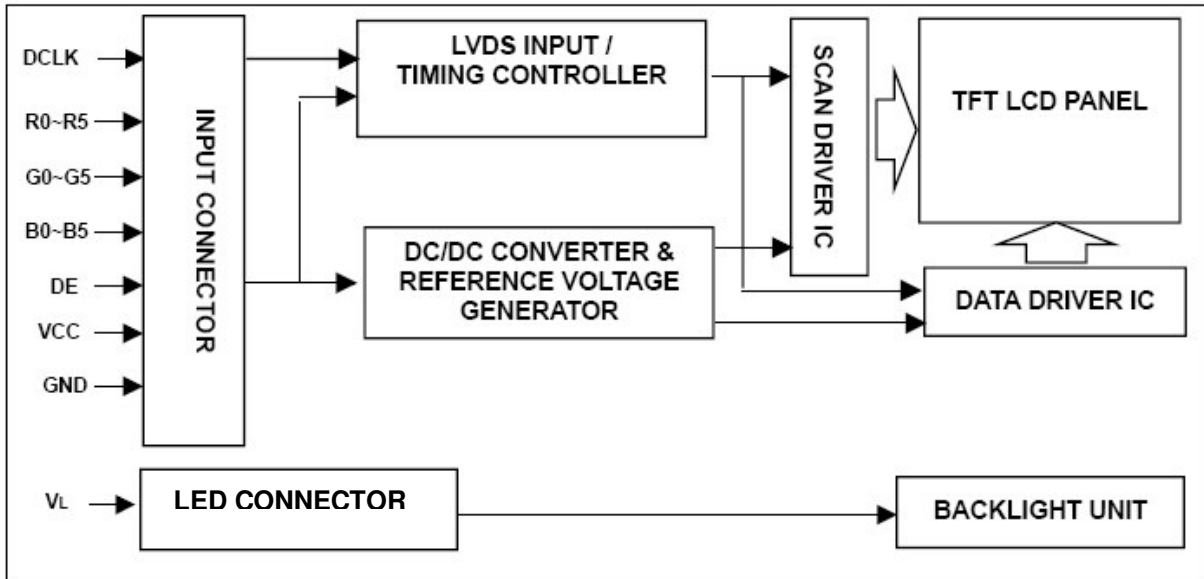 DCLK
R0~R5
G0~G5
B0~B5
DE
VCC
GND
INPUT CONNECTOR
LVDS INPUT /
TIMING CONTROLLER
DC/DC CONVERTER &
REFERENCE VOLTAGE
GENERATOR
SCAN DRIVER IC
TFT LCD PANEL
DATA DRIVER IC
VL
LED CONNECTOR
BACKLIGHT UNIT